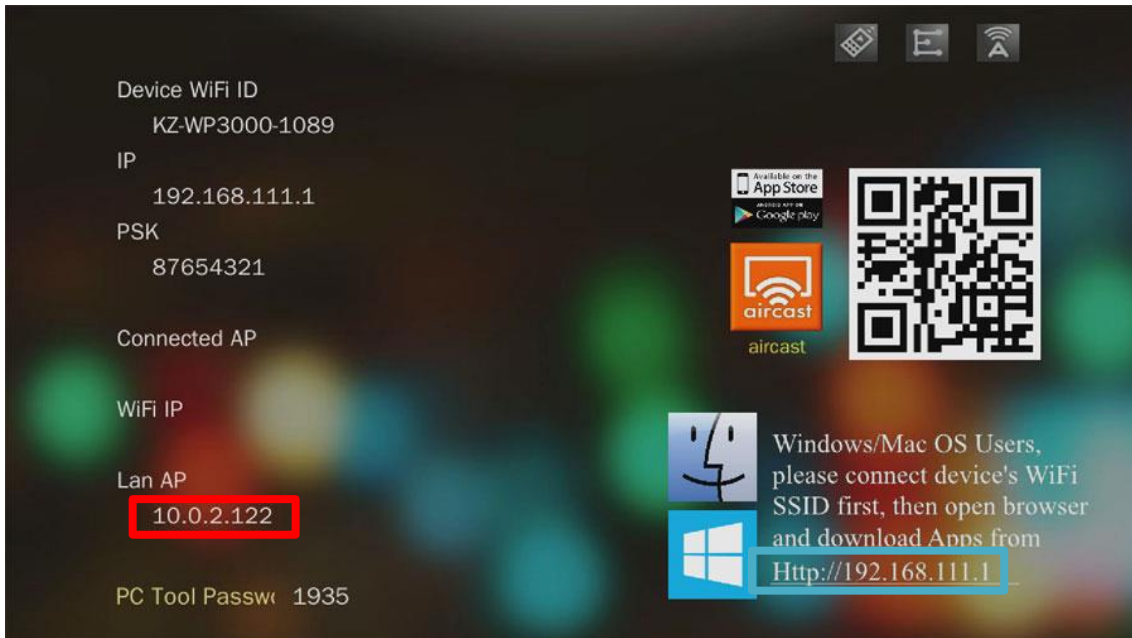 Device WiFi ID
KZ-WP3000-1089
IP
192.168.111.1
PSK
87654321
Connected AP
WiFi IP
Lan AP
10.0.2.122
PC Tool Passw 1935
Available on the
App Store
ANDROID APP ON
Google play
aircast
aircast
Windows/Mac OS Users,
please connect device's WiFi
SSID first, then open browser
and download Apps from
Http://192.168.111.1